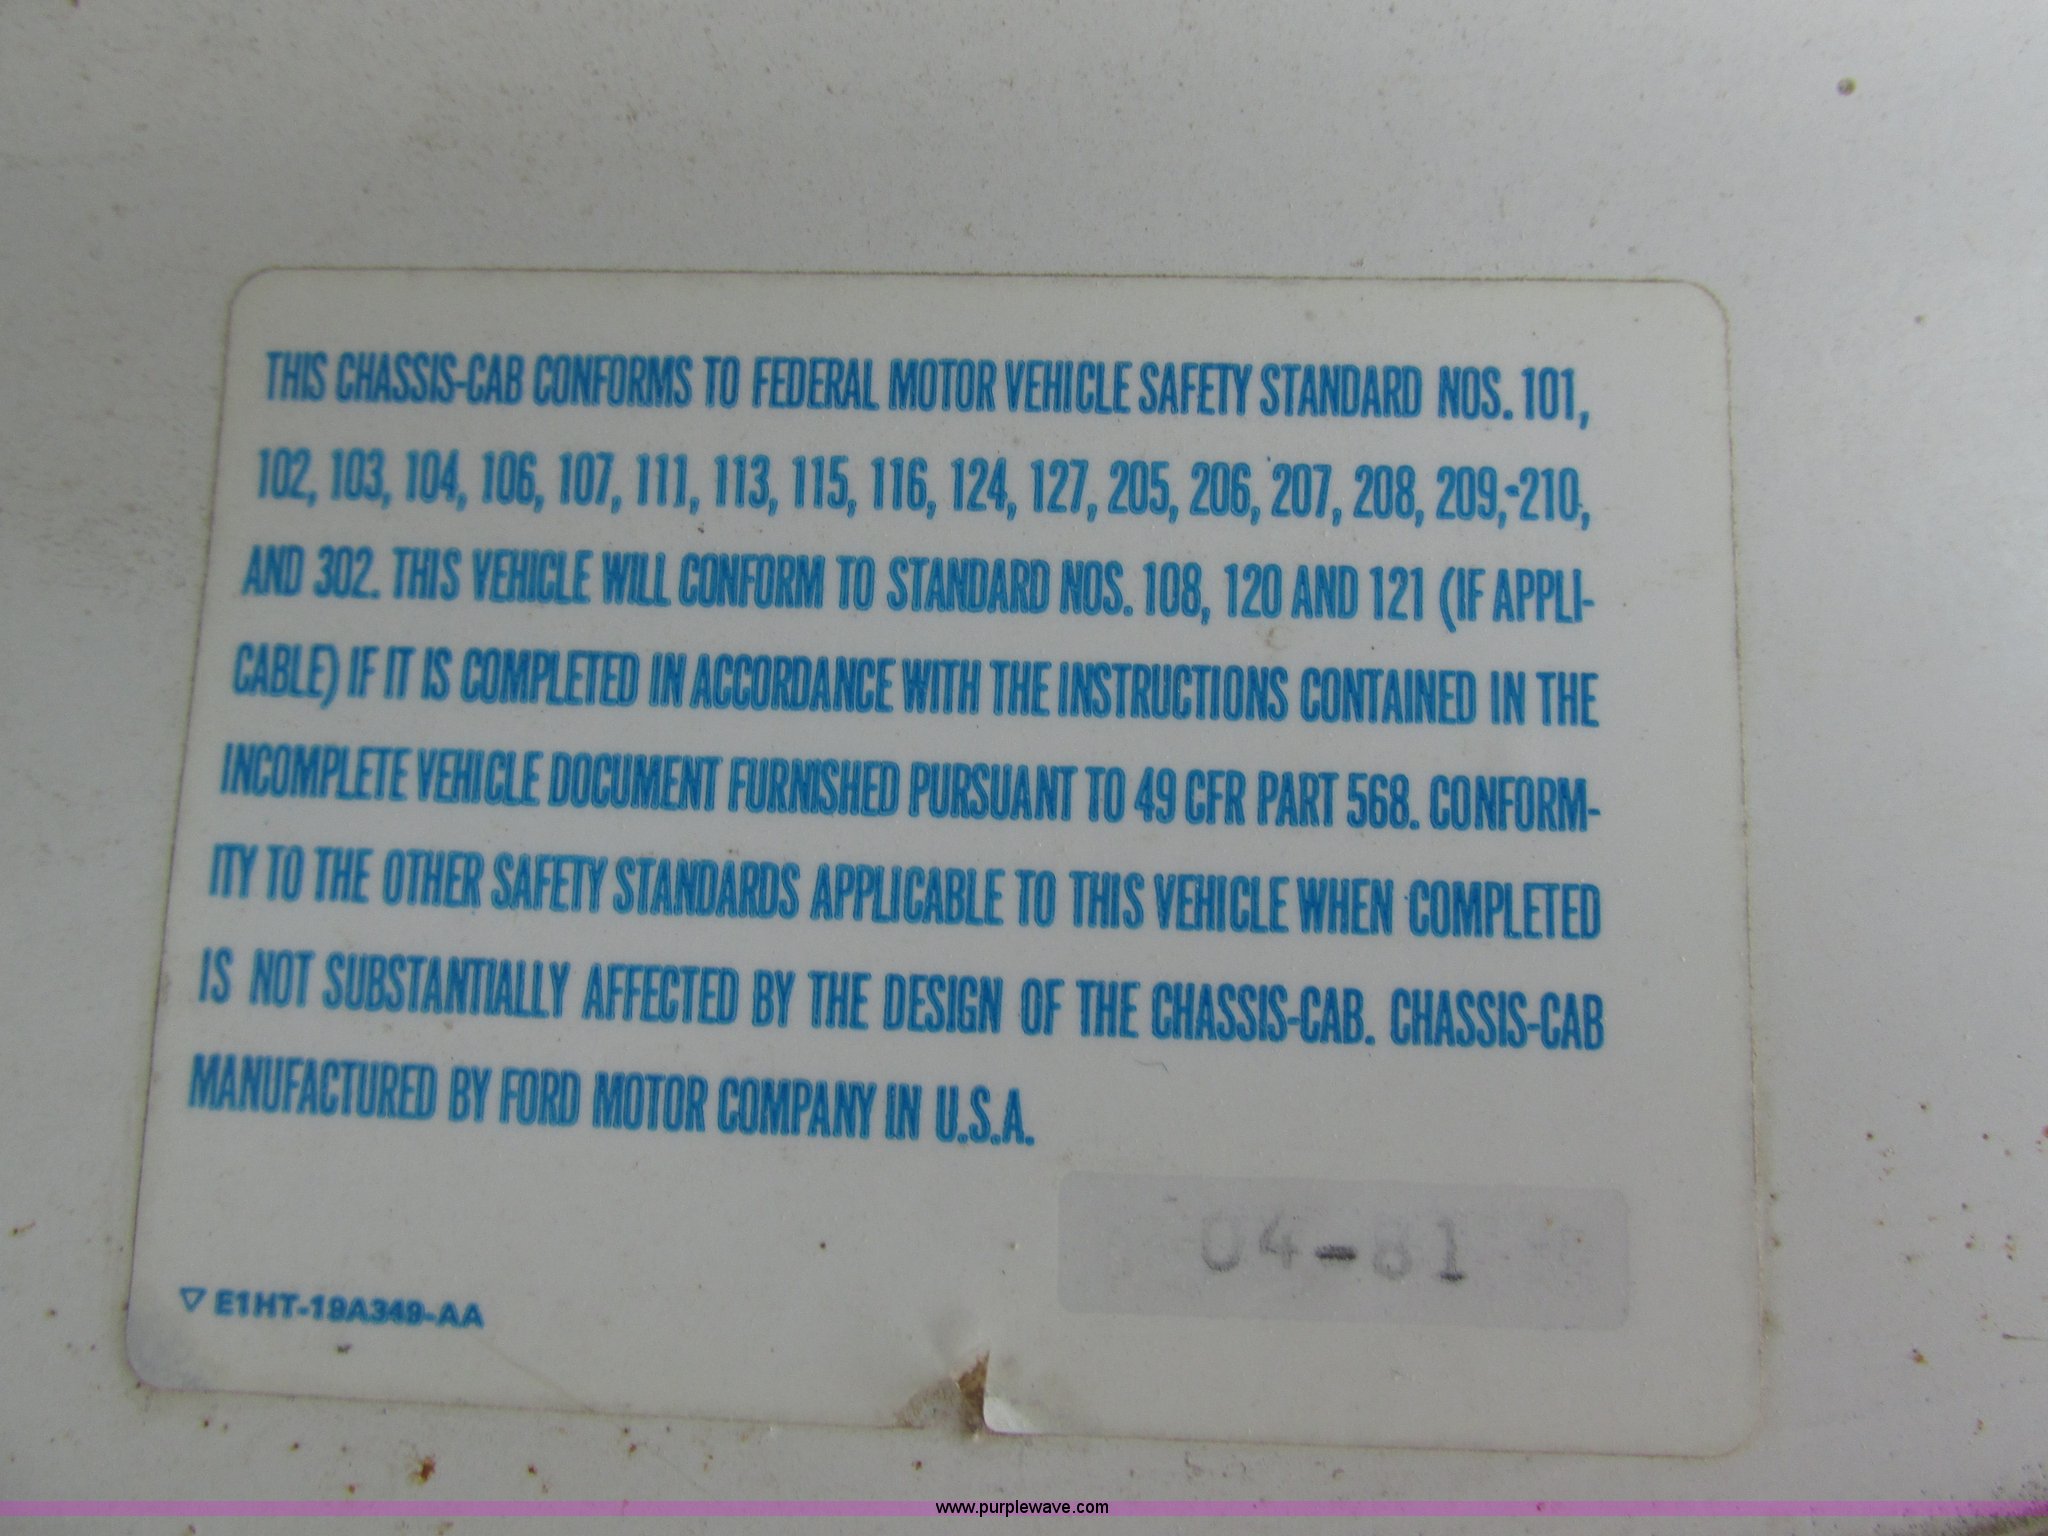 THIS CHASSIS-CAB CONFORMS TO FEDERAL MOTOR VEHICLE SAFETY STANDARD NOS. 101,
102, 103, 104, 106, 107, 111, 113, 115, 116, 124, 127, 205, 206, 207, 208, 209, 210,
AND 302. THIS VEHICLE WILL CONFORM TO STANDARD NOS. 108, 120 AND 121 (IF APPLI-
CABLE) IF IT IS COMPLETED IN ACCORDANCE WITH THE INSTRUCTIONS CONTAINED IN THE
INCOMPLETE VEHICLE DOCUMENT FURNISHED PURSUANT TO 49 CFR PART 568. CONFORM-
ITY TO THE OTHER SAFETY STANDARDS APPLICABLE TO THIS VEHICLE WHEN COMPLETED
IS NOT SUBSTANTIALLY AFFECTED BY THE DESIGN OF THE CHASSIS-CAB. CHASSIS-CAB
MANUFACTURED BY FORD MOTOR COMPANY IN U.S.A.
04-81
▽ E1HT-19A349-AA
www.purplewave.com